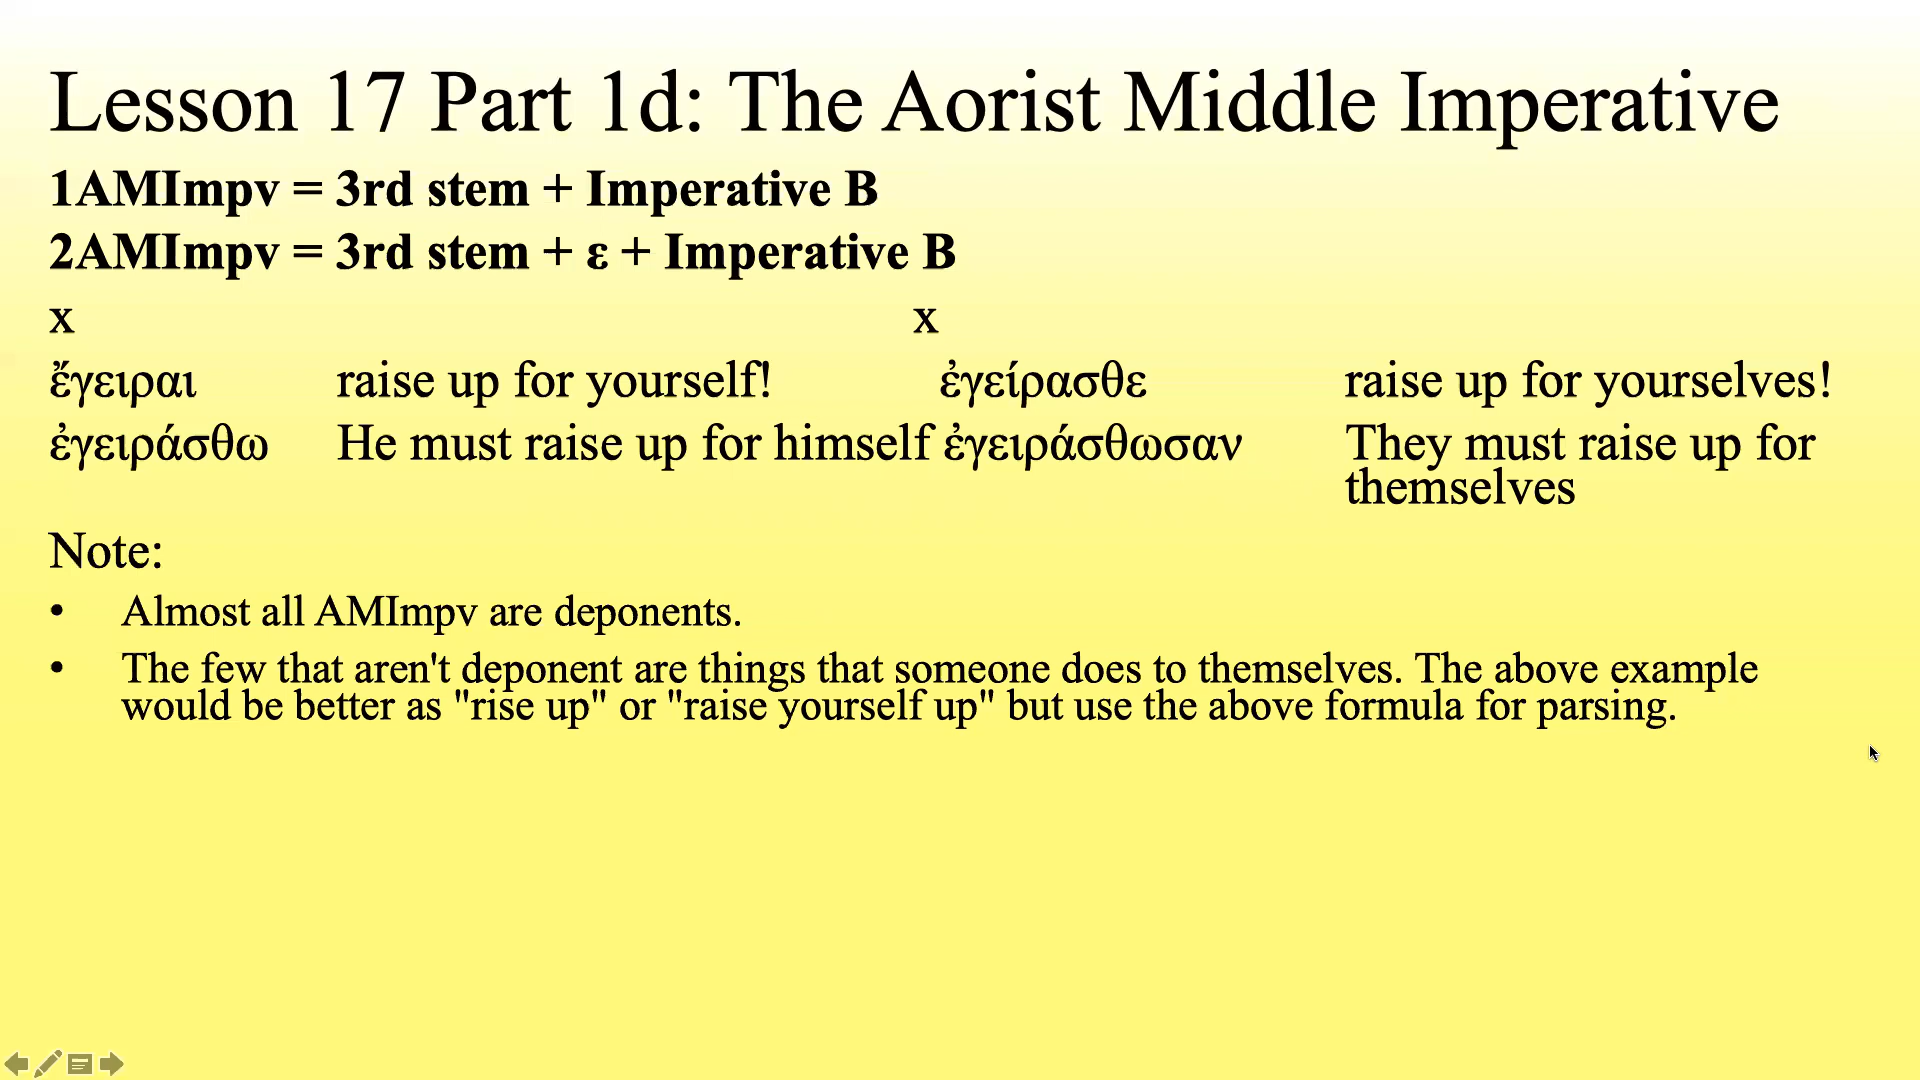 Lesson 17 Part 1d: The Aorist Middle Imperative
1AMImpv = 3rd stem + Imperative B
2AMImpv = 3rd stem + ε + Imperative B
x x
ἔγειραι raise up for yourself! ἐγείρασθε raise up for yourselves!
ἐγειράσθω He must raise up for himself ἐγειράσθωσαν They must raise up for
themselves
Note:
• Almost all AMImpv are deponents.
• The few that aren't deponent are things that someone does to themselves. The above example
would be better as "rise up" or "raise yourself up" but use the above formula for parsing.